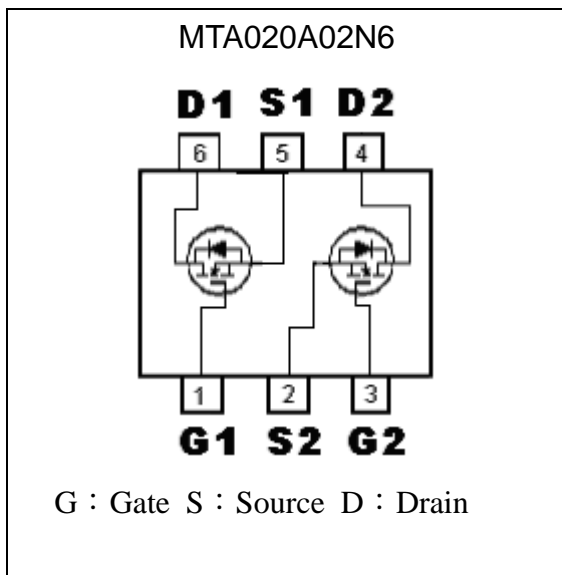 MTA020A02N6
D1 S1 D2
6 5 4
1 2 3
G1 S2 G2
G：Gate S：Source D：Drain